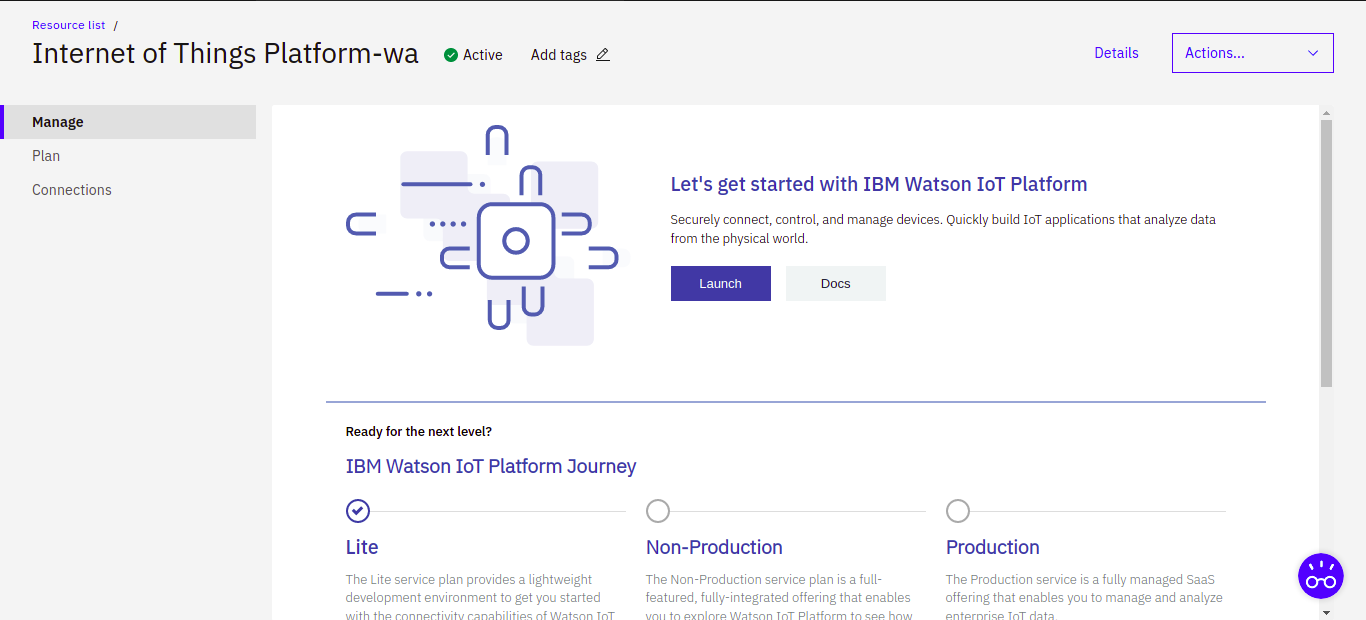 Resource list /
Internet of Things Platform-wa
Active
Add tags
Details
Actions...
Manage
Plan
Connections
Let's get started with IBM Watson IoT Platform
Securely connect, control, and manage devices. Quickly build IoT applications that analyze data
from the physical world.
Launch
Docs
Ready for the next level?
IBM Watson IoT Platform Journey
Lite
The Lite service plan provides a lightweight
development environment to get you started
with the connectivity capabilities of Watson IoT
Non-Production
The Non-Production service plan is a full-
featured, fully-integrated offering that enables
you to explore Watson IoT Platform to see how
Production
The Production service is a fully managed SaaS
offering that enables you to manage and analyze
enterprise IoT data.